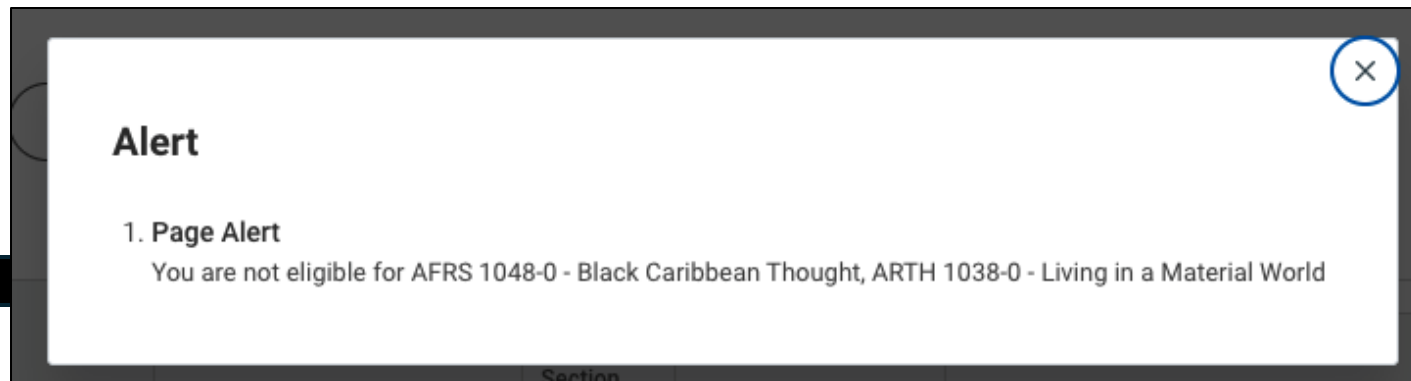 Alert
1. Page Alert
You are not eligible for AFRS 1048-0 - Black Caribbean Thought, ARTH 1038-0 - Living in a Material World
Section